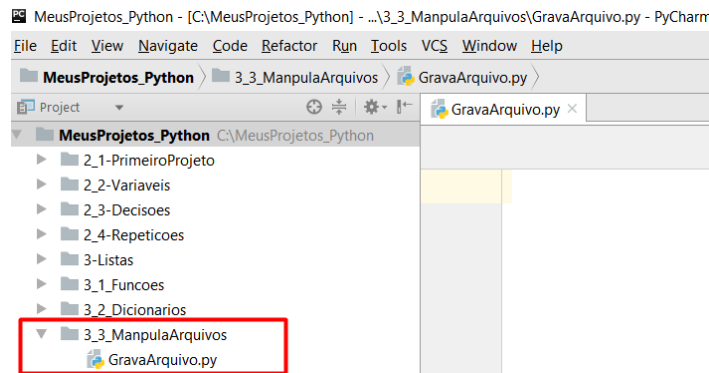 PC MeusProjetos_Python - [C:\MeusProjetos_Python] - ...\3_3_ManpulaArquivos\GravaArquivo.py - PyCharm
File Edit View Navigate Code Refactor Run Tools VCS Window Help
MeusProjetos_Python 3_3_ManpulaArquivos GravaArquivo.py
Project GravaArquivo.py
MeusProjetos_Python C:\MeusProjetos_Python
2_1-PrimeiroProjeto
2_2-Variaveis
2_3-Decisoes
2_4-Repeticoes
3-Listas
3_1_Funcoes
3_2_Dicionarios
3_3_ManpulaArquivos
GravaArquivo.py